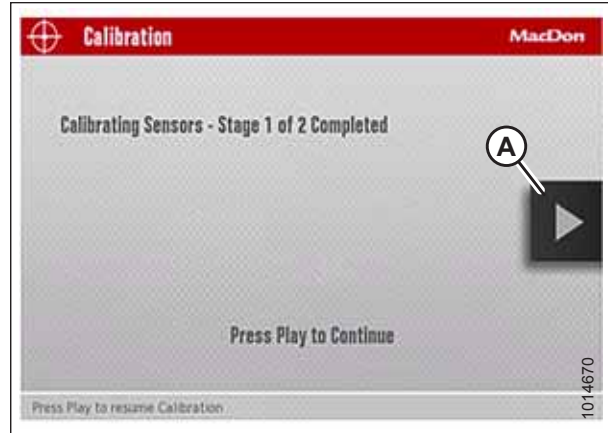 Calibration
MacDon
Calibrating Sensors - Stage 1 of 2 Completed
A
Press Play to Continue
Press Play to resume Calibration
1014670